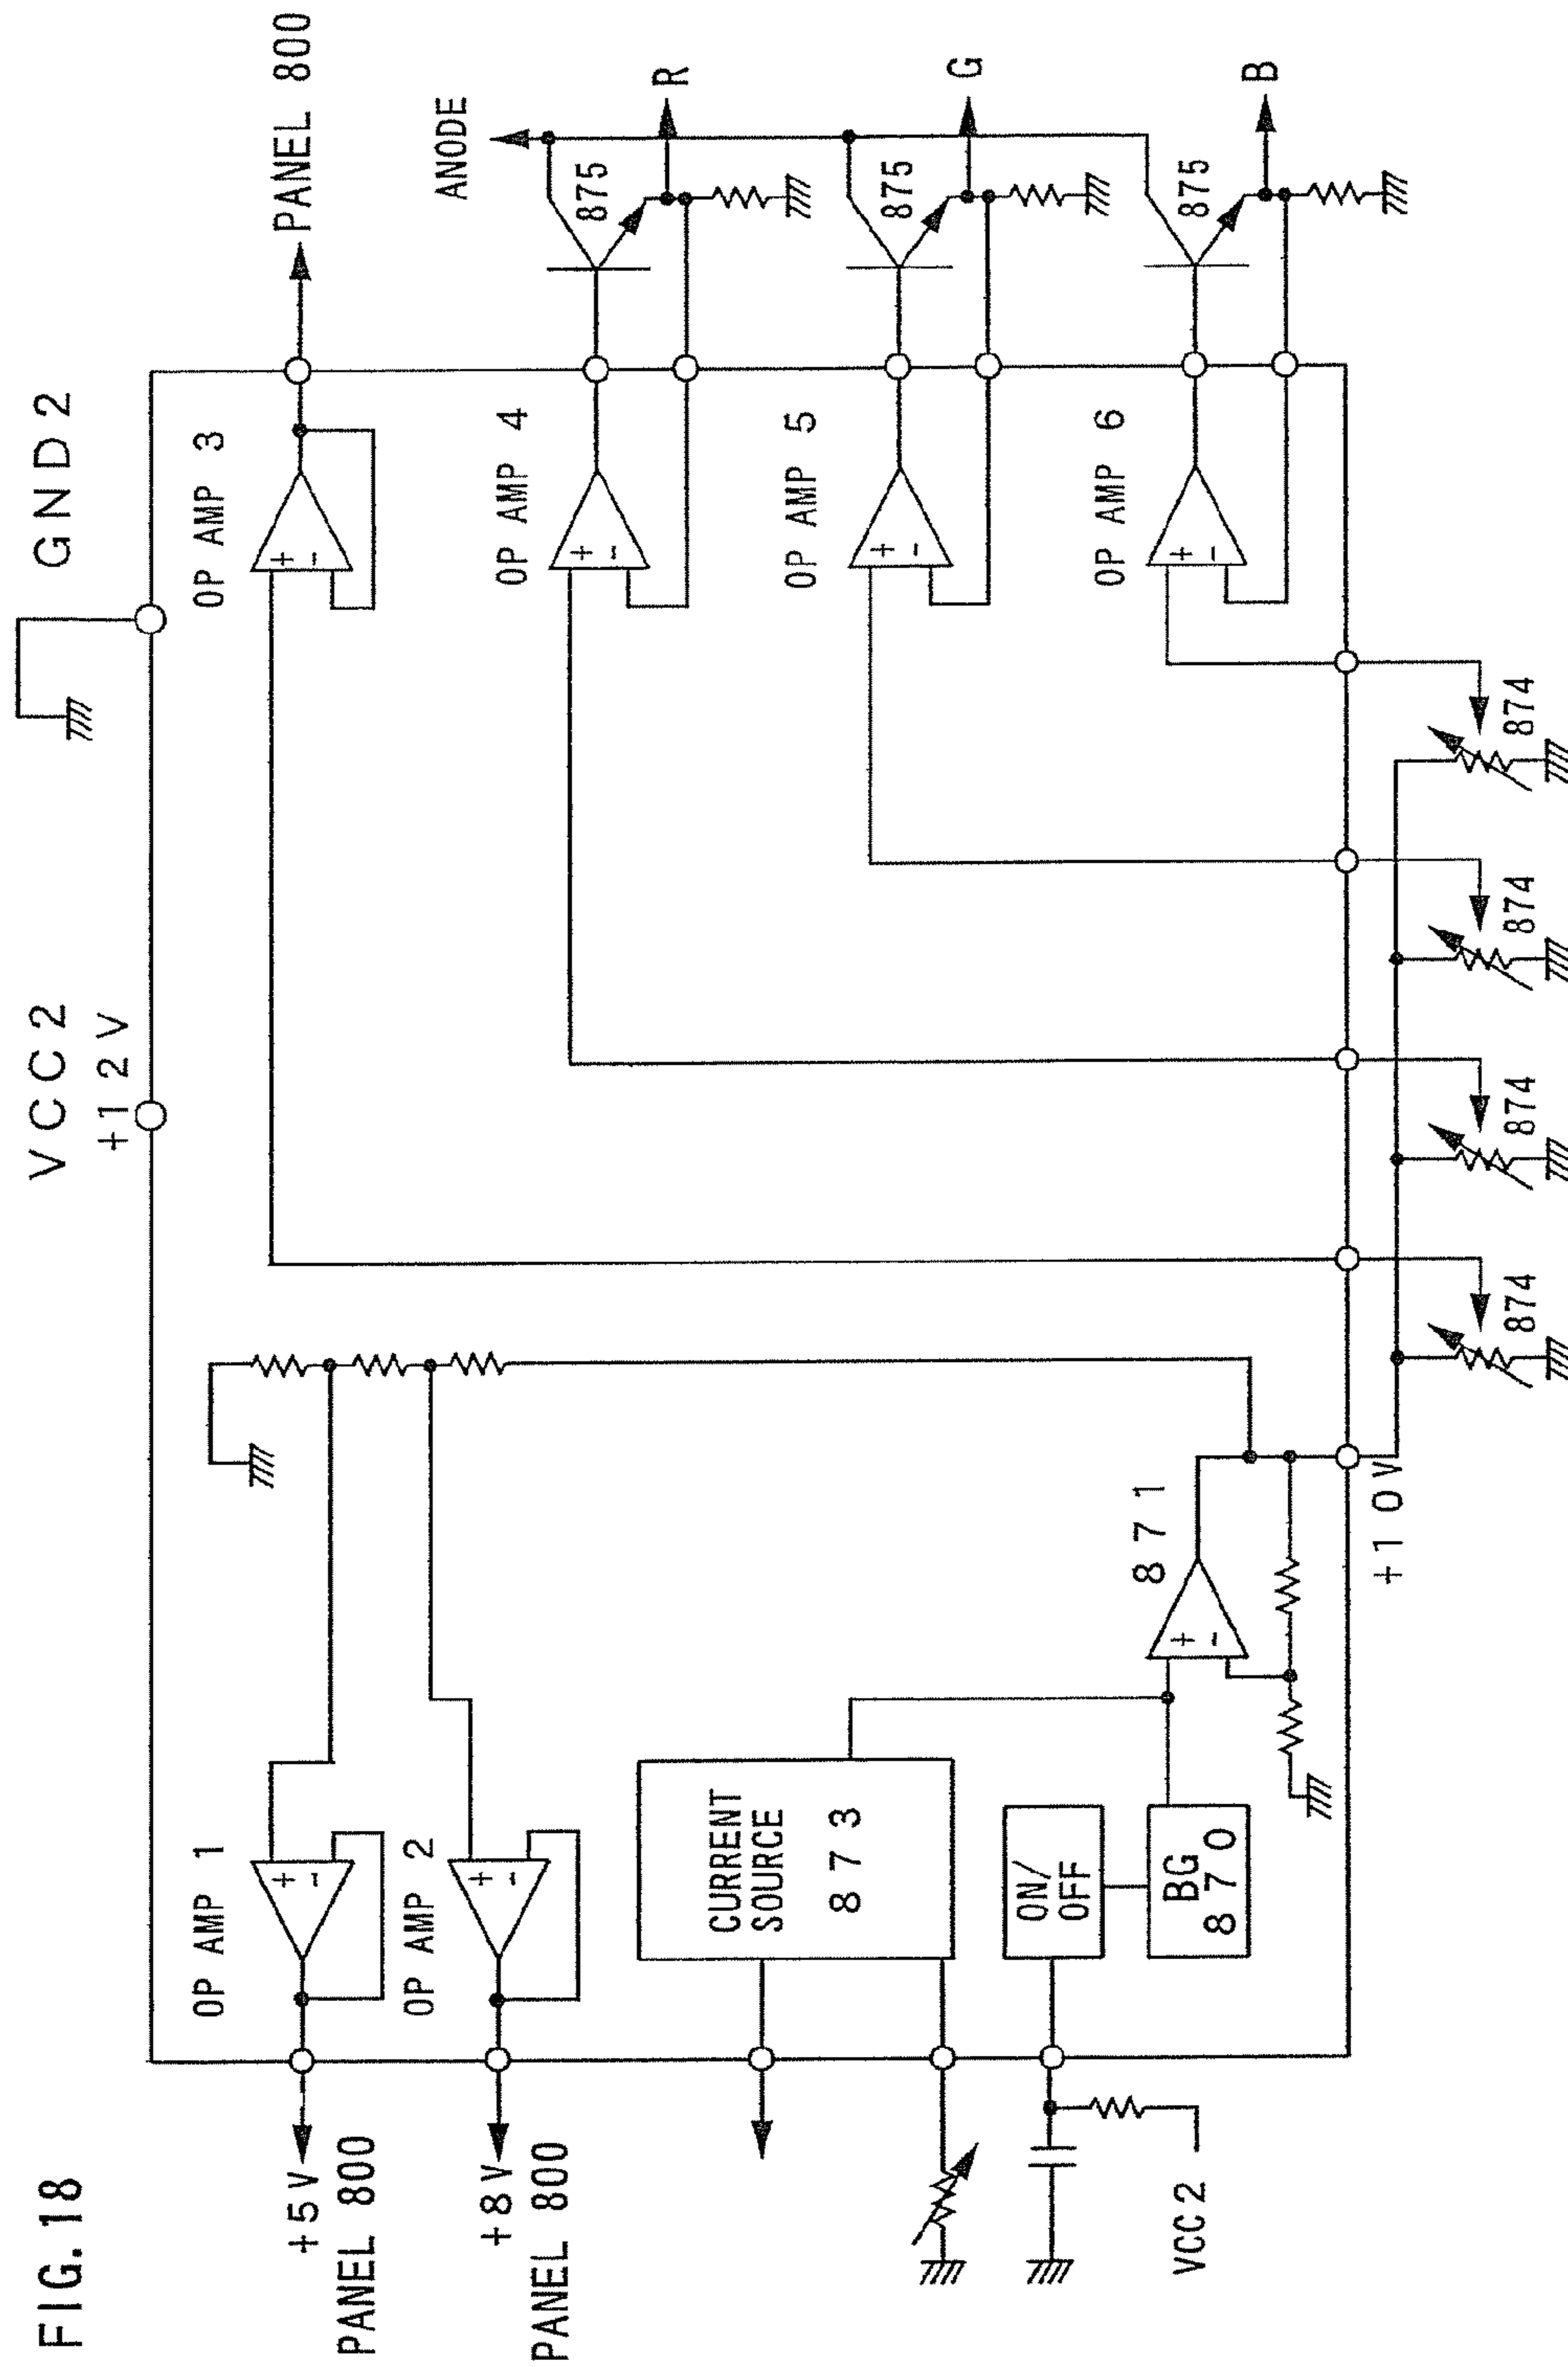 FIG.18
VCC2
+12V
GND2
+5V
PANEL 800
+8V
PANEL 800
OP AMP 1
OP AMP 2
CURRENT
SOURCE
873
ON/
OFF
BG
870
VCC2
871
+10V
OP AMP 3
OP AMP 4
OP AMP 5
OP AMP 6
+
-
+
-
+
-
+
-
+
-
+
-
+
-
PANEL 800
ANODE
875
R
875
G
875
B
874
874
874
874